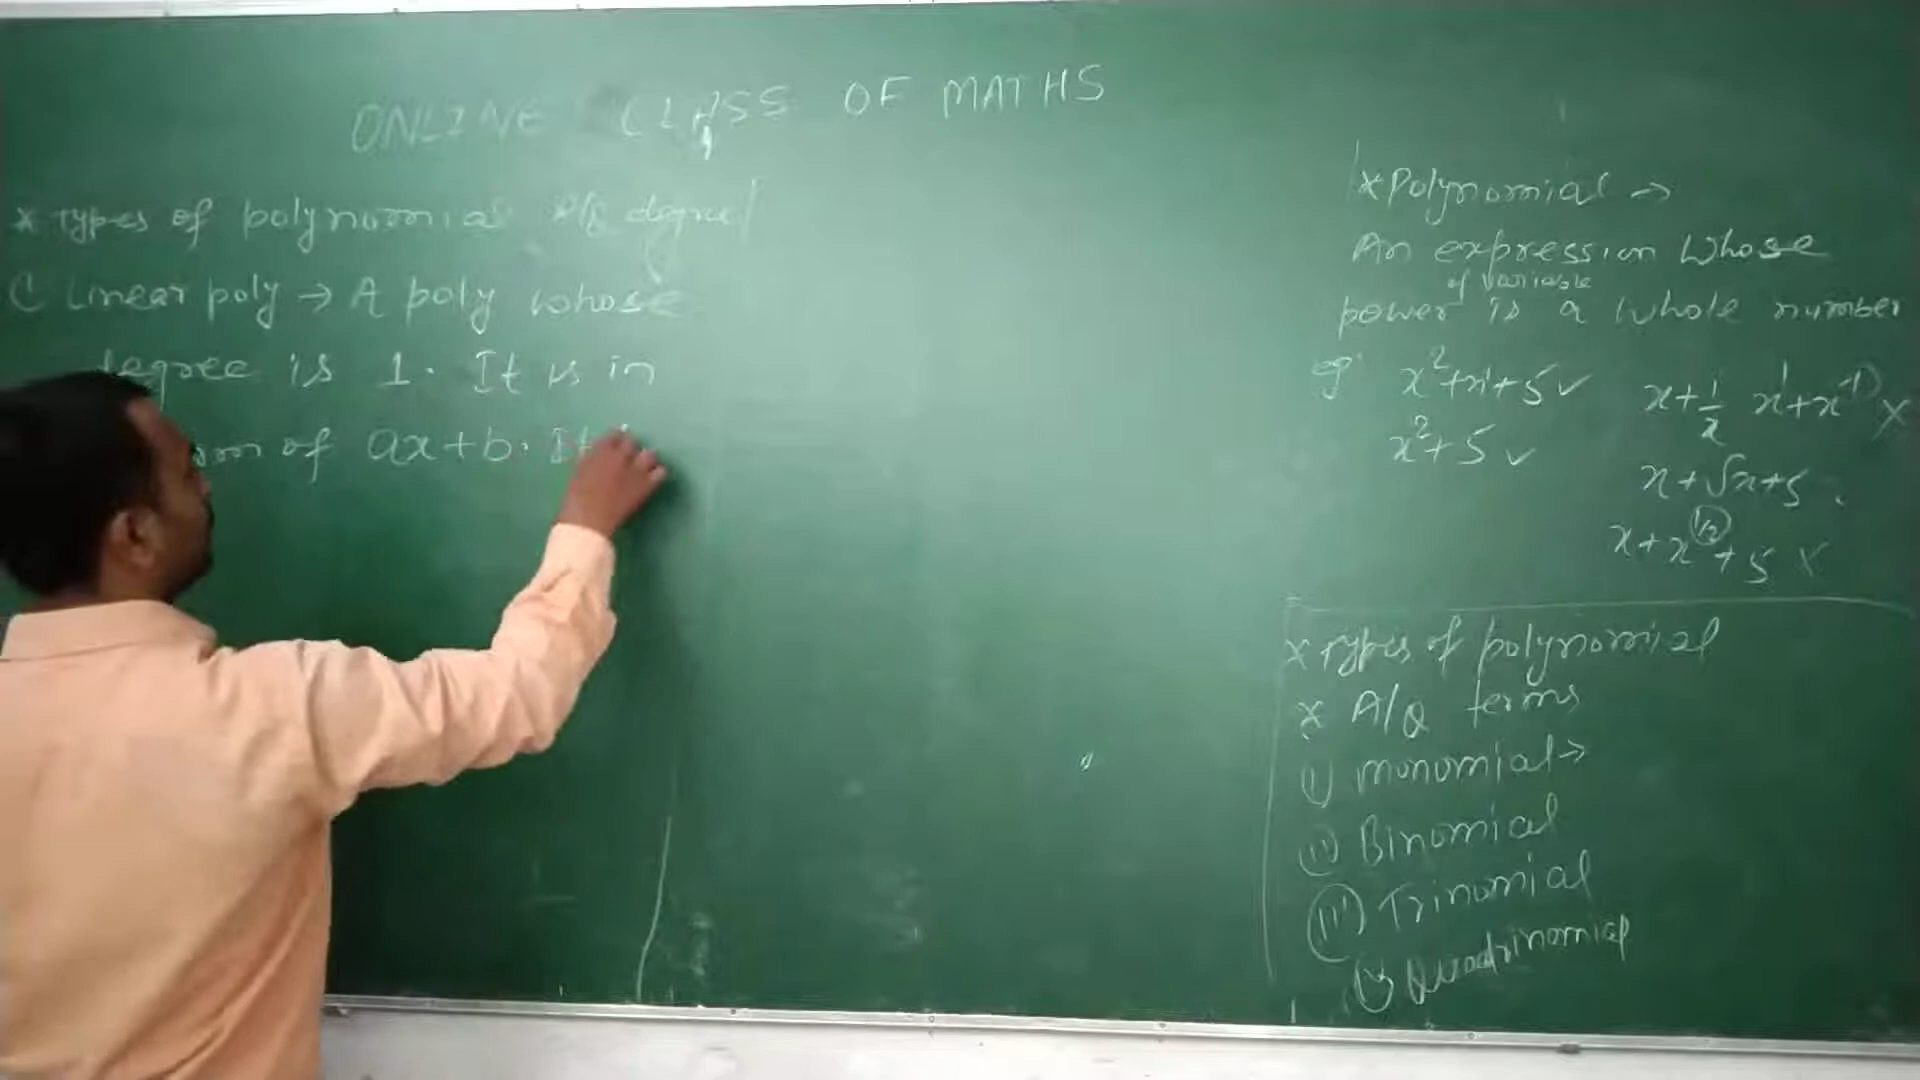 ONLINE CLASS OF MATHS
* Types of polynomial A/Q degree
( Linear poly → A poly whose
degree is 1. It is in
of ax+b. It
* Polynomial →
An expression whose
of variable
power is a whole number
eg x²+x¹+5 ✓ x+1/x x¹+x⁻¹ ✗
x²+5 ✓
x+√x+5
x+x^(1/2)+5 ✗
* Types of polynomial
* A/Q terms
(i) monomial →
(ii) Binomial
(iii) Trinomial
(iv) Quadrinomial